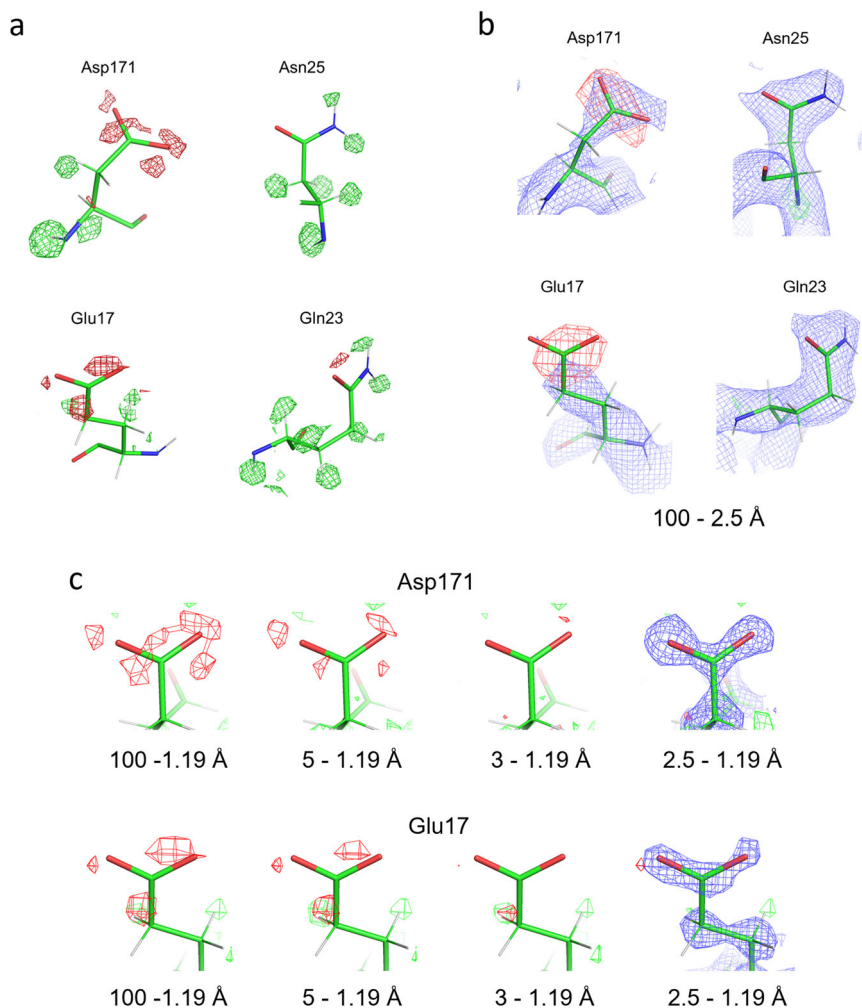 a
Asp171
Asn25
Glu17
Gln23
b
Asp171
Asn25
Glu17
Gln23
100 - 2.5 Å
c
Asp171
100 -1.19 Å
5 - 1.19 Å
3 - 1.19 Å
2.5 - 1.19 Å
Glu17
100 -1.19 Å
5 - 1.19 Å
3 - 1.19 Å
2.5 - 1.19 Å